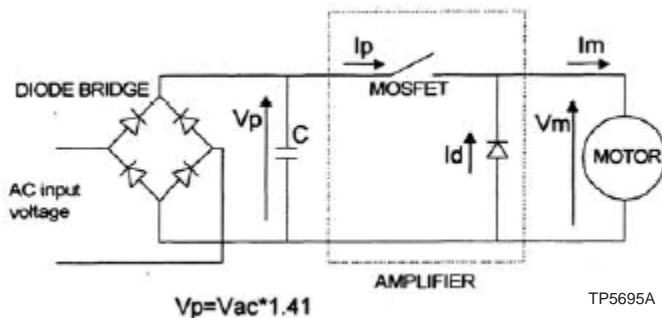 Ip
Im
DIODE BRIDGE
MOSFET
Vp
C
Id
Vm
MOTOR
AC input
voltage
AMPLIFIER
Vp=Vac*1.41
TP5695A